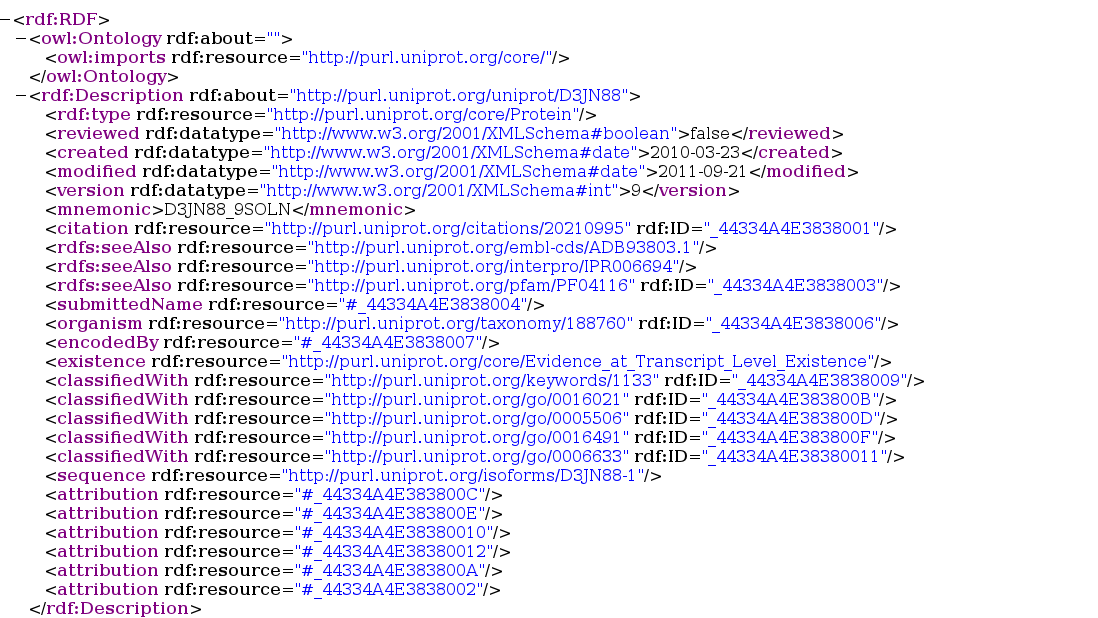 −<rdf:RDF>
−<owl:Ontology rdf:about="">
<owl:imports rdf:resource="http://purl.uniprot.org/core/"/>
</owl:Ontology>
−<rdf:Description rdf:about="http://purl.uniprot.org/uniprot/D3JN88">
<rdf:type rdf:resource="http://purl.uniprot.org/core/Protein"/>
<reviewed rdf:datatype="http://www.w3.org/2001/XMLSchema#boolean">false</reviewed>
<created rdf:datatype="http://www.w3.org/2001/XMLSchema#date">2010-03-23</created>
<modified rdf:datatype="http://www.w3.org/2001/XMLSchema#date">2011-09-21</modified>
<version rdf:datatype="http://www.w3.org/2001/XMLSchema#int">9</version>
<mnemonic>D3JN88_9SOLN</mnemonic>
<citation rdf:resource="http://purl.uniprot.org/citations/20210995" rdf:ID="_44334A4E3838001"/>
<rdfs:seeAlso rdf:resource="http://purl.uniprot.org/embl-cds/ADB93803.1"/>
<rdfs:seeAlso rdf:resource="http://purl.uniprot.org/interpro/IPR006694"/>
<rdfs:seeAlso rdf:resource="http://purl.uniprot.org/pfam/PF04116" rdf:ID="_44334A4E3838003"/>
<submittedName rdf:resource="#_44334A4E3838004"/>
<organism rdf:resource="http://purl.uniprot.org/taxonomy/188760" rdf:ID="_44334A4E3838006"/>
<encodedBy rdf:resource="#_44334A4E3838007"/>
<existence rdf:resource="http://purl.uniprot.org/core/Evidence_at_Transcript_Level_Existence"/>
<classifiedWith rdf:resource="http://purl.uniprot.org/keywords/1133" rdf:ID="_44334A4E3838009"/>
<classifiedWith rdf:resource="http://purl.uniprot.org/go/0016021" rdf:ID="_44334A4E383800B"/>
<classifiedWith rdf:resource="http://purl.uniprot.org/go/0005506" rdf:ID="_44334A4E383800D"/>
<classifiedWith rdf:resource="http://purl.uniprot.org/go/0016491" rdf:ID="_44334A4E383800F"/>
<classifiedWith rdf:resource="http://purl.uniprot.org/go/0006633" rdf:ID="_44334A4E38380011"/>
<sequence rdf:resource="http://purl.uniprot.org/isoforms/D3JN88-1"/>
<attribution rdf:resource="#_44334A4E383800C"/>
<attribution rdf:resource="#_44334A4E383800E"/>
<attribution rdf:resource="#_44334A4E38380010"/>
<attribution rdf:resource="#_44334A4E38380012"/>
<attribution rdf:resource="#_44334A4E383800A"/>
<attribution rdf:resource="#_44334A4E3838002"/>
</rdf:Description>